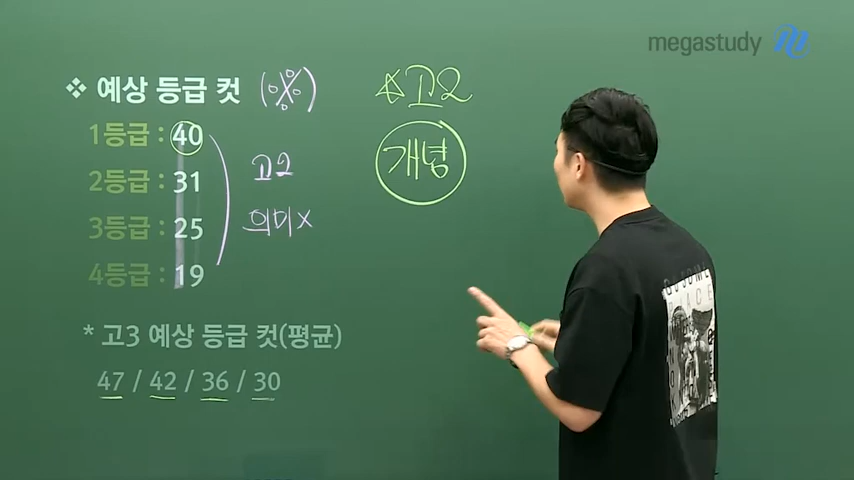 megastudy
❖ 예상 등급 컷 (※)
1등급 : 40
2등급 : 31
3등급 : 25
4등급 : 19
고2
의미X
☆고2
개념
* 고3 예상 등급 컷(평균)
47 / 42 / 36 / 30